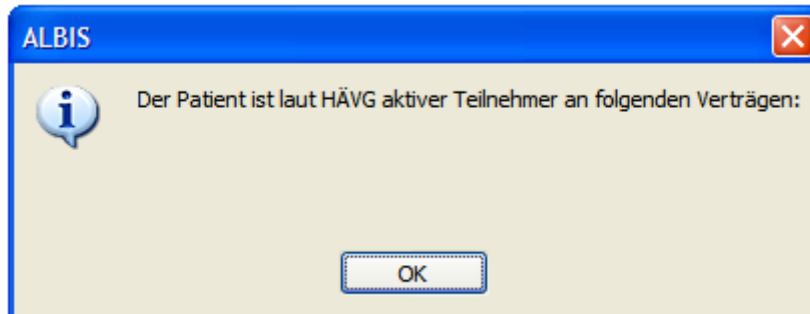 ALBIS
Der Patient ist laut HÄVG aktiver Teilnehmer an folgenden Verträgen:
OK